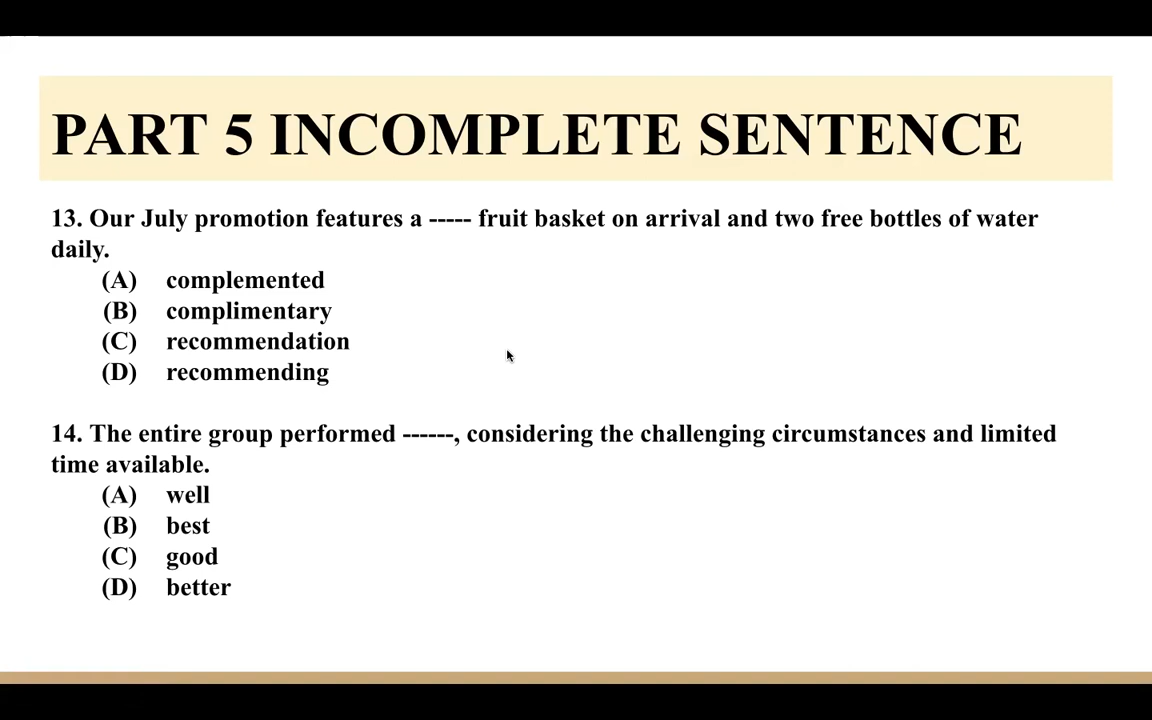 PART 5 INCOMPLETE SENTENCE
13. Our July promotion features a ----- fruit basket on arrival and two free bottles of water
daily.
(A) complemented
(B) complimentary
(C) recommendation
(D) recommending
14. The entire group performed ------, considering the challenging circumstances and limited
time available.
(A) well
(B) best
(C) good
(D) better